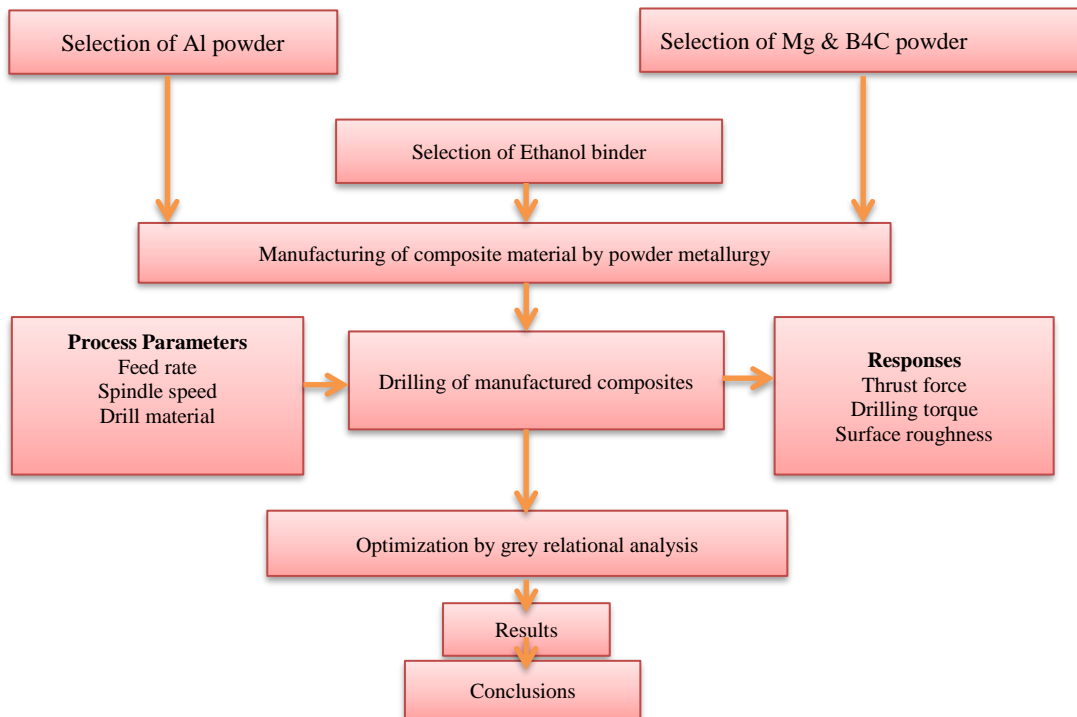 Selection of Al powder
Selection of Mg & B4C powder
Selection of Ethanol binder
Manufacturing of composite material by powder metallurgy
Process Parameters
Feed rate
Spindle speed
Drill material
Drilling of manufactured composites
Responses
Thrust force
Drilling torque
Surface roughness
Optimization by grey relational analysis
Results
Conclusions